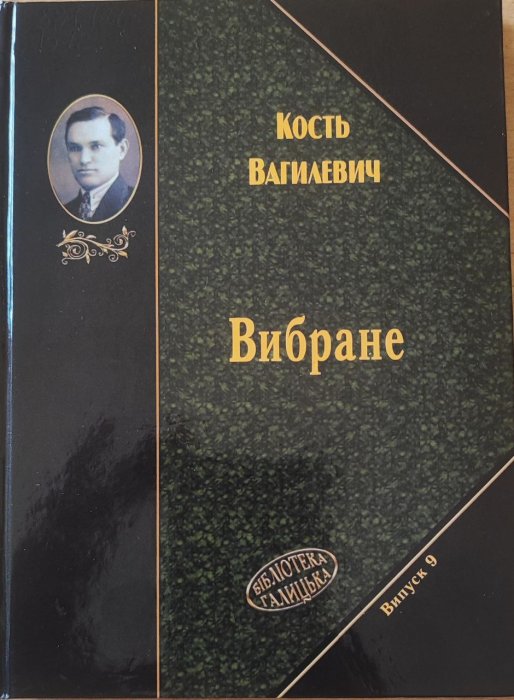 Кость
Вагилевич
Вибране
БІБЛІОТЕКА
ГАЛИЦЬКА
Випуск 9